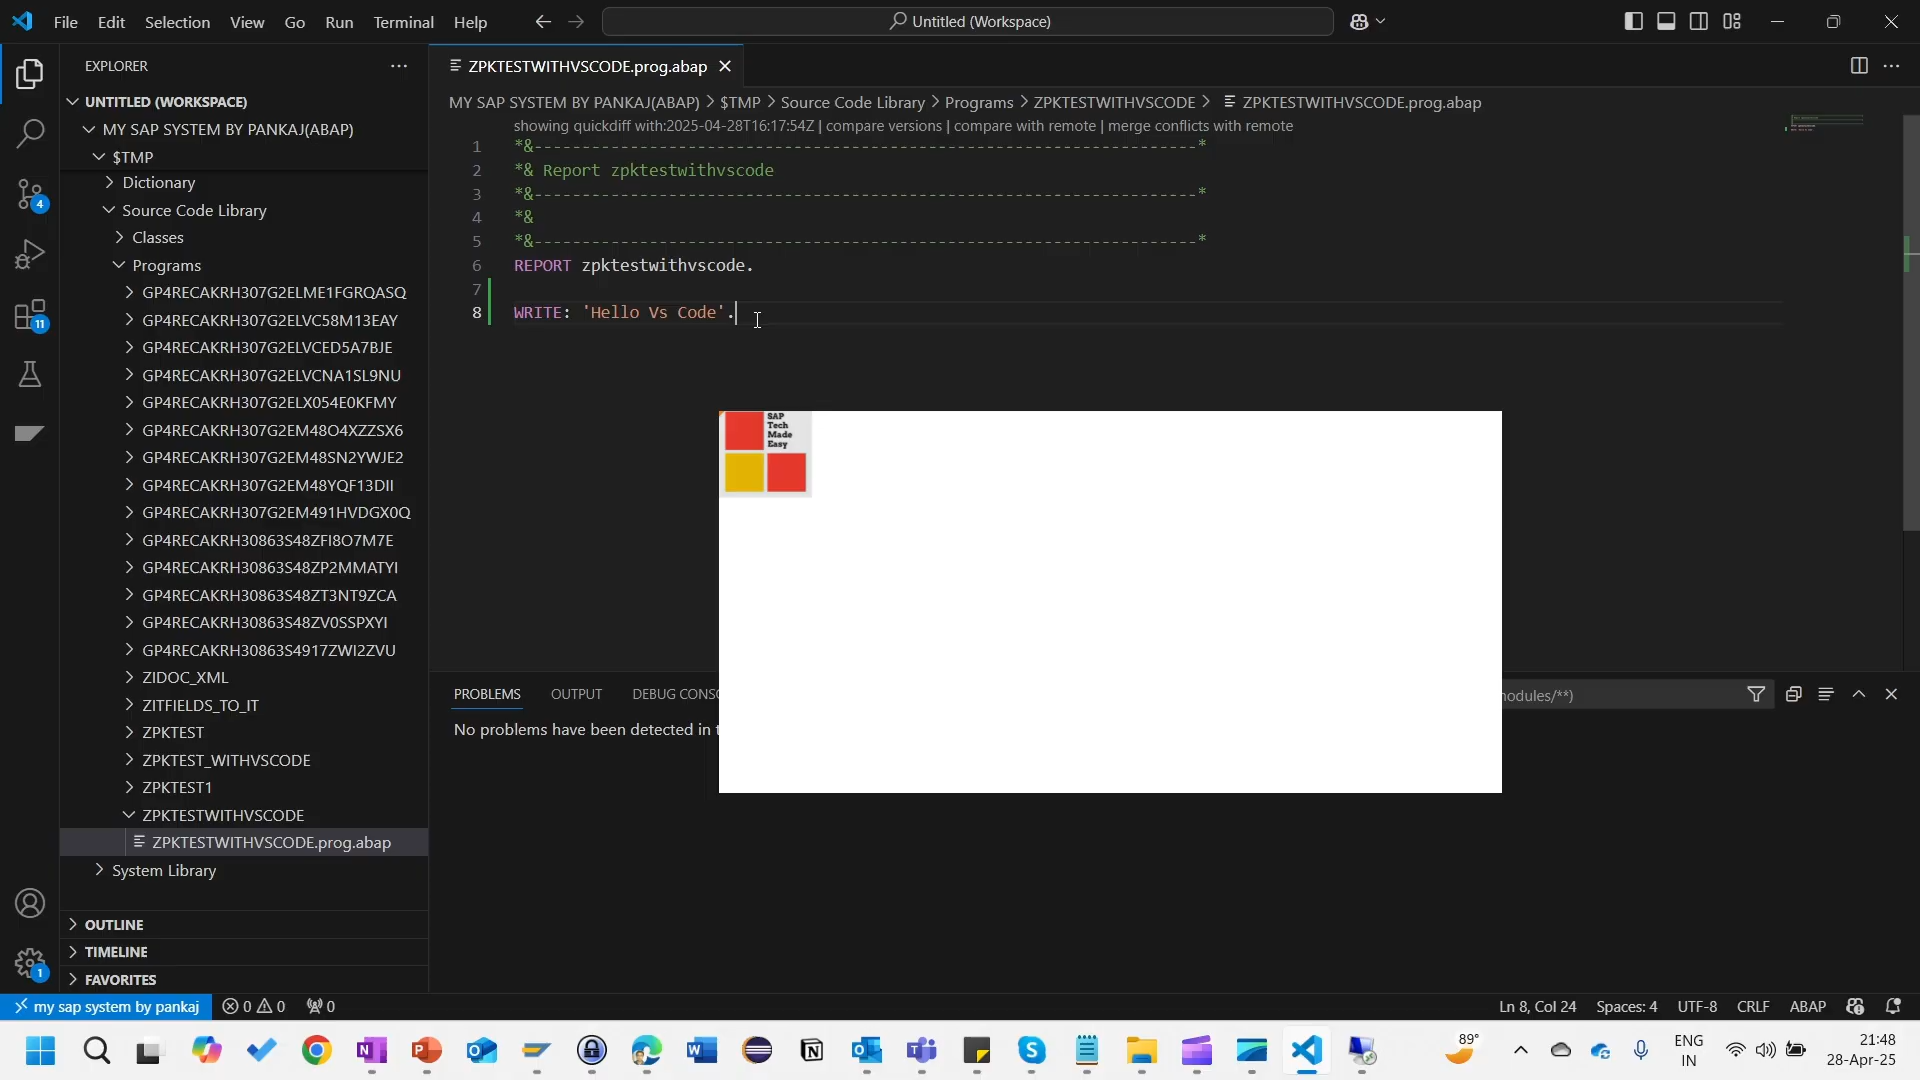 File Edit Selection View Go Run Terminal Help
Untitled (Workspace)
EXPLORER
UNTITLED (WORKSPACE)
MY SAP SYSTEM BY PANKAJ(ABAP)
$TMP
Dictionary
Source Code Library
Classes
Programs
GP4RECAKRH307G2ELME1FGRQASQ
GP4RECAKRH307G2ELVC58M13EAY
GP4RECAKRH307G2ELVCED5A7BJE
GP4RECAKRH307G2ELVCNA1SL9NU
GP4RECAKRH307G2ELX054E0KFMY
GP4RECAKRH307G2EM48O4XZZSX6
GP4RECAKRH307G2EM48SN2YWJE2
GP4RECAKRH307G2EM48YQF13DII
GP4RECAKRH307G2EM491HVDGX0Q
GP4RECAKRH30863S48ZFI8O7M7E
GP4RECAKRH30863S48ZP2MMATYI
GP4RECAKRH30863S48ZT3NT9ZCA
GP4RECAKRH30863S48ZV0SSPXYI
GP4RECAKRH30863S4917ZWI2ZVU
ZIDOC_XML
ZITFIELDS_TO_IT
ZPKTEST
ZPKTEST_WITHVSCODE
ZPKTEST1
ZPKTESTWITHVSCODE
ZPKTESTWITHVSCODE.prog.abap
System Library
OUTLINE
TIMELINE
FAVORITES
4
11
1
ZPKTESTWITHVSCODE.prog.abap
MY SAP SYSTEM BY PANKAJ(ABAP) > $TMP > Source Code Library > Programs > ZPKTESTWITHVSCODE > ZPKTESTWITHVSCODE.prog.abap
showing quickdiff with:2025-04-28T16:17:54Z | compare versions | compare with remote | merge conflicts with remote
1 *&---------------------------------------------------------------------*
2 *& Report zpktestwithvscode
3 *&---------------------------------------------------------------------*
4 *&
5 *&---------------------------------------------------------------------*
6 REPORT zpktestwithvscode.
7
8 WRITE: 'Hello Vs Code'.
SAP
Tech
Made
Easy
PROBLEMS OUTPUT DEBUG CONSO
odules/**)
No problems have been detected in t
my sap system by pankaj 0 0 0
Ln 8, Col 24 Spaces: 4 UTF-8 CRLF ABAP
89°
ENG
IN
21:48
28-Apr-25